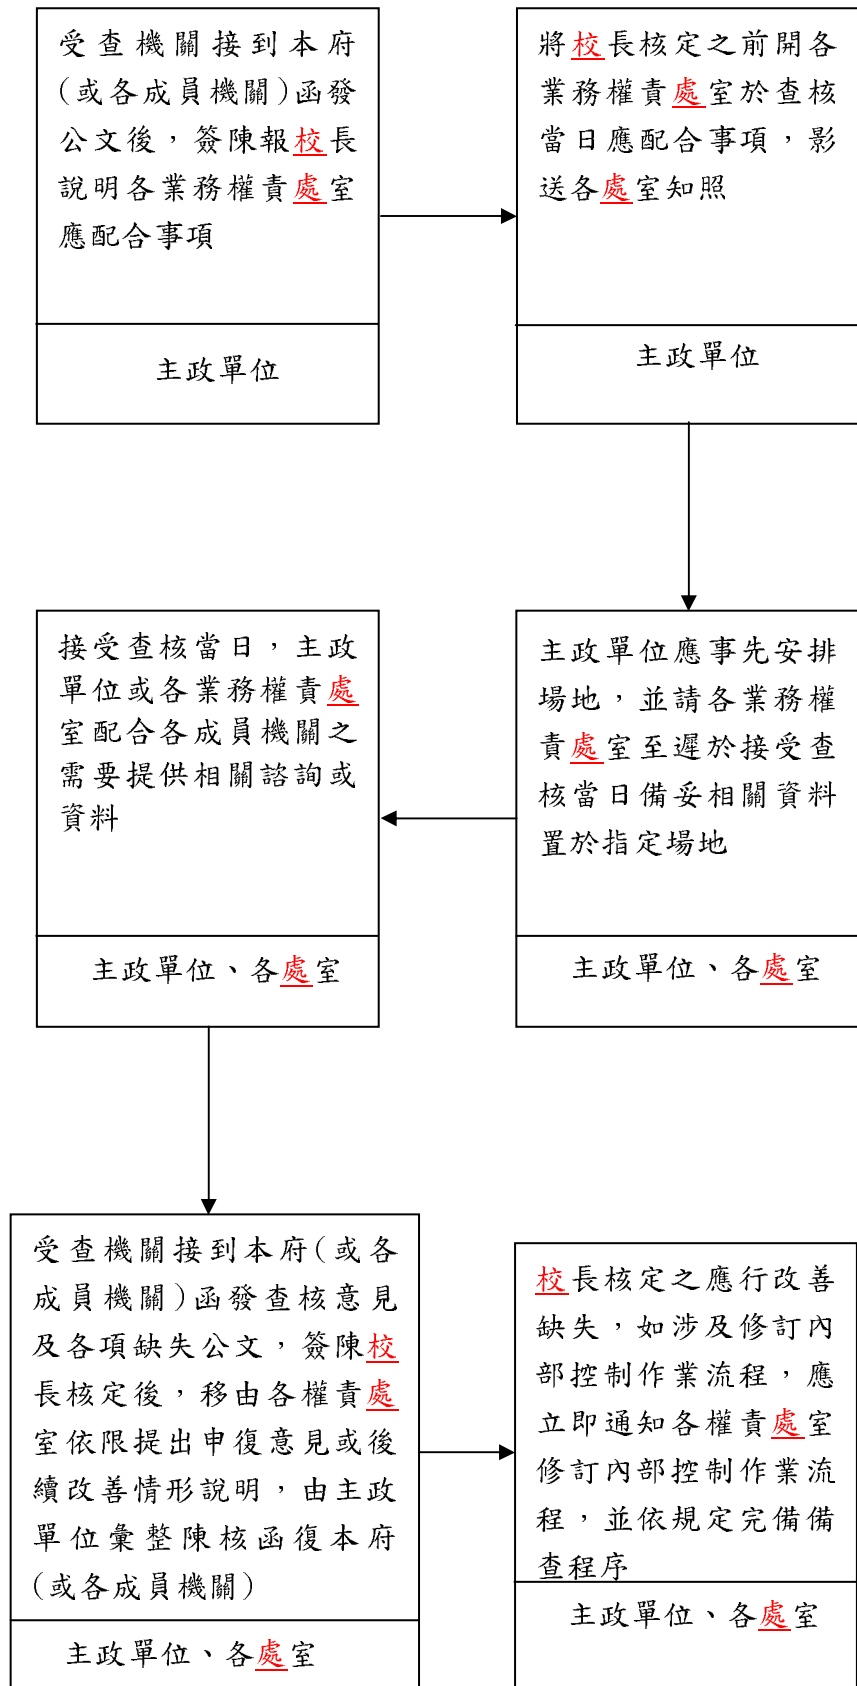 受查機關接到本府
(或各成員機關)函發
公文後，簽陳報校長
說明各業務權責處室
應配合事項
主政單位
將校長核定之前開各
業務權責處室於查核
當日應配合事項，影
送各處室知照
主政單位
主政單位應事先安排
場地，並請各業務權
責處室至遲於接受查
核當日備妥相關資料
置於指定場地
主政單位、各處室
接受查核當日，主政
單位或各業務權責處
室配合各成員機關之
需要提供相關諮詢或
資料
主政單位、各處室
受查機關接到本府(或各
成員機關)函發查核意見
及各項缺失公文，簽陳校
長核定後，移由各權責處
室依限提出申復意見或後
續改善情形說明，由主政
單位彙整陳核函復本府
(或各成員機關)
主政單位、各處室
校長核定之應行改善
缺失，如涉及修訂內
部控制作業流程，應
立即通知各權責處室
修訂內部控制作業流
程，並依規定完備備
查程序
主政單位、各處室